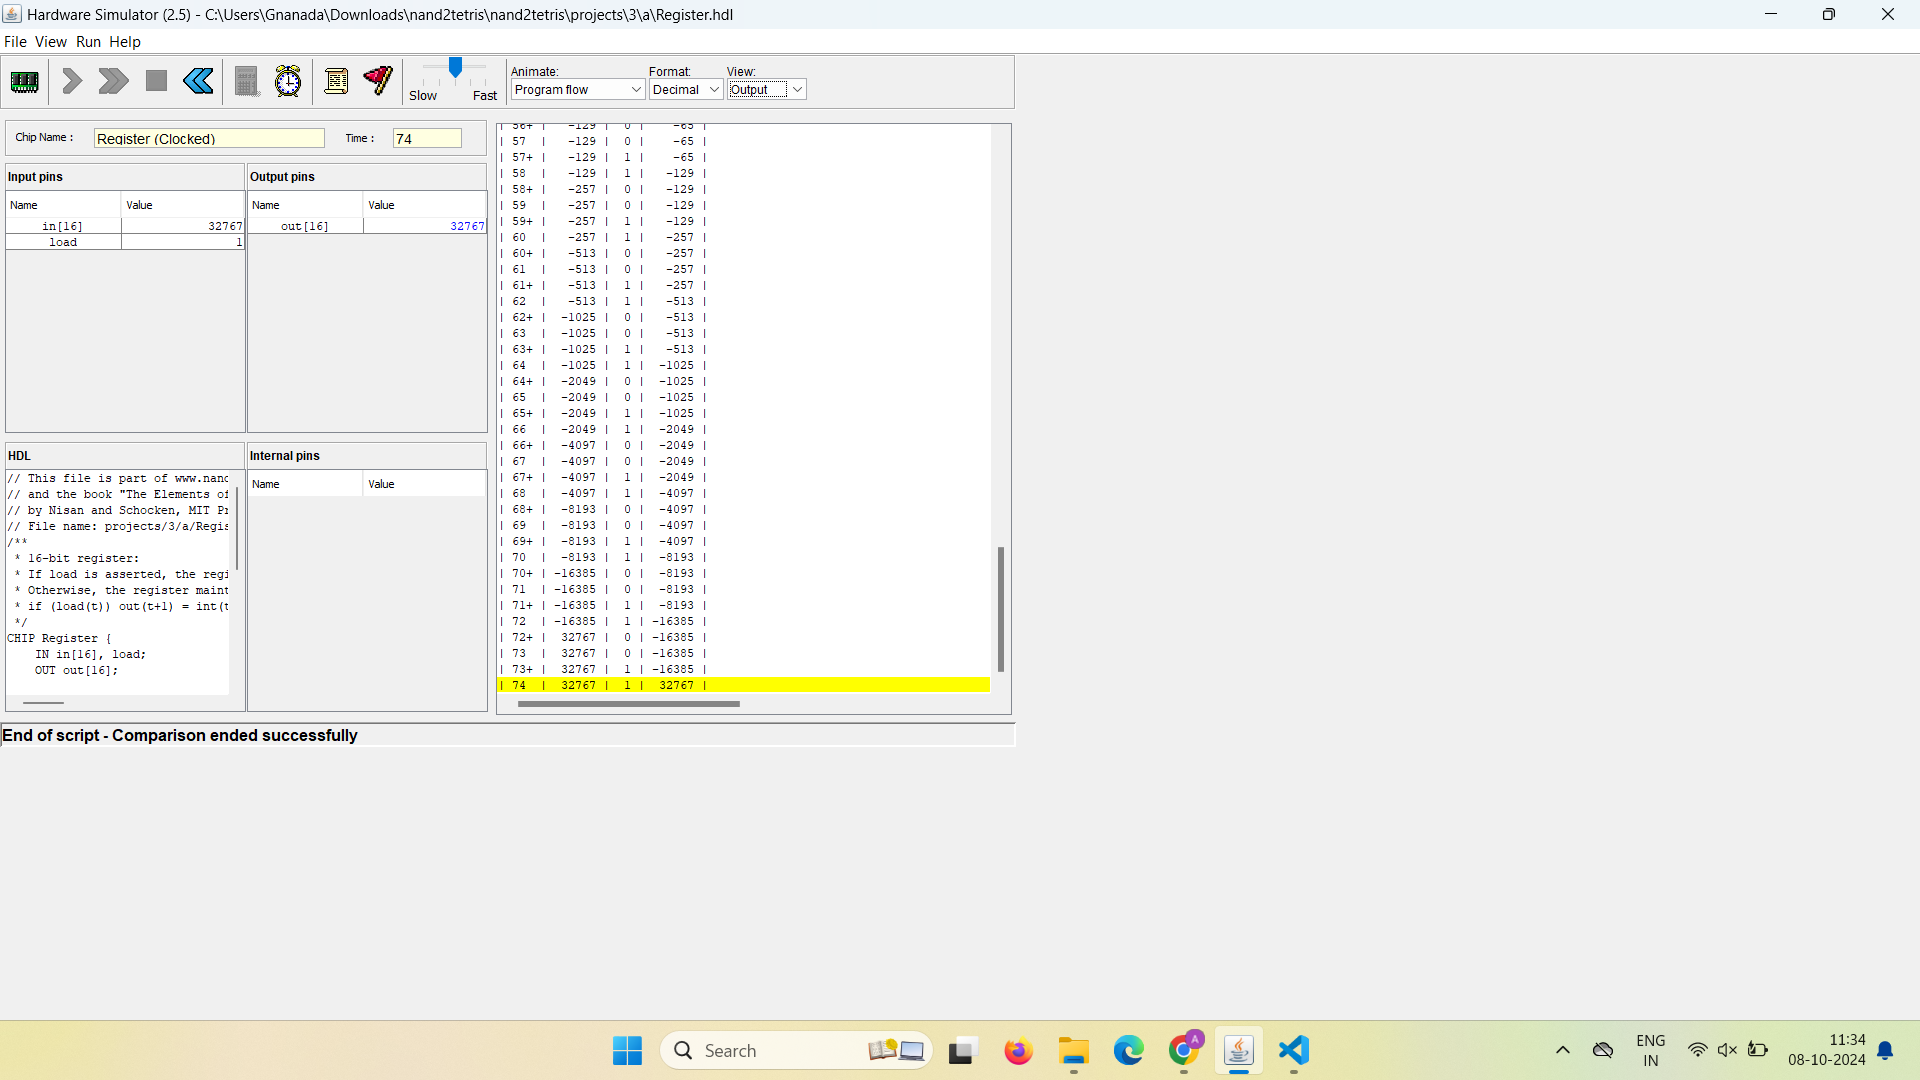 Hardware Simulator (2.5) - C:\Users\Gnanada\Downloads\nand2tetris\nand2tetris\projects\3\a\Register.hdl
File View Run Help
Slow Fast
Animate: Format: View:
Program flow Decimal Output
Chip Name : Register (Clocked) Time : 74
Input pins
Name Value
in[16] 32767
load 1
Output pins
Name Value
out[16] 32767
HDL
// This file is part of www.nand
// and the book "The Elements of
// by Nisan and Schocken, MIT Pr
// File name: projects/3/a/Regis
/**
* 16-bit register:
* If load is asserted, the regi
* Otherwise, the register maint
* if (load(t)) out(t+1) = int(t
*/
CHIP Register {
IN in[16], load;
OUT out[16];
Internal pins
Name Value
| 56+ | -129 | 0 | -65 |
| 57 | -129 | 0 | -65 |
| 57+ | -129 | 1 | -65 |
| 58 | -129 | 1 | -129 |
| 58+ | -257 | 0 | -129 |
| 59 | -257 | 0 | -129 |
| 59+ | -257 | 1 | -129 |
| 60 | -257 | 1 | -257 |
| 60+ | -513 | 0 | -257 |
| 61 | -513 | 0 | -257 |
| 61+ | -513 | 1 | -257 |
| 62 | -513 | 1 | -513 |
| 62+ | -1025 | 0 | -513 |
| 63 | -1025 | 0 | -513 |
| 63+ | -1025 | 1 | -513 |
| 64 | -1025 | 1 | -1025 |
| 64+ | -2049 | 0 | -1025 |
| 65 | -2049 | 0 | -1025 |
| 65+ | -2049 | 1 | -1025 |
| 66 | -2049 | 1 | -2049 |
| 66+ | -4097 | 0 | -2049 |
| 67 | -4097 | 0 | -2049 |
| 67+ | -4097 | 1 | -2049 |
| 68 | -4097 | 1 | -4097 |
| 68+ | -8193 | 0 | -4097 |
| 69 | -8193 | 0 | -4097 |
| 69+ | -8193 | 1 | -4097 |
| 70 | -8193 | 1 | -8193 |
| 70+ | -16385 | 0 | -8193 |
| 71 | -16385 | 0 | -8193 |
| 71+ | -16385 | 1 | -8193 |
| 72 | -16385 | 1 | -16385 |
| 72+ | 32767 | 0 | -16385 |
| 73 | 32767 | 0 | -16385 |
| 73+ | 32767 | 1 | -16385 |
| 74 | 32767 | 1 | 32767 |
End of script - Comparison ended successfully
Search
A
ENG
IN
11:34
08-10-2024